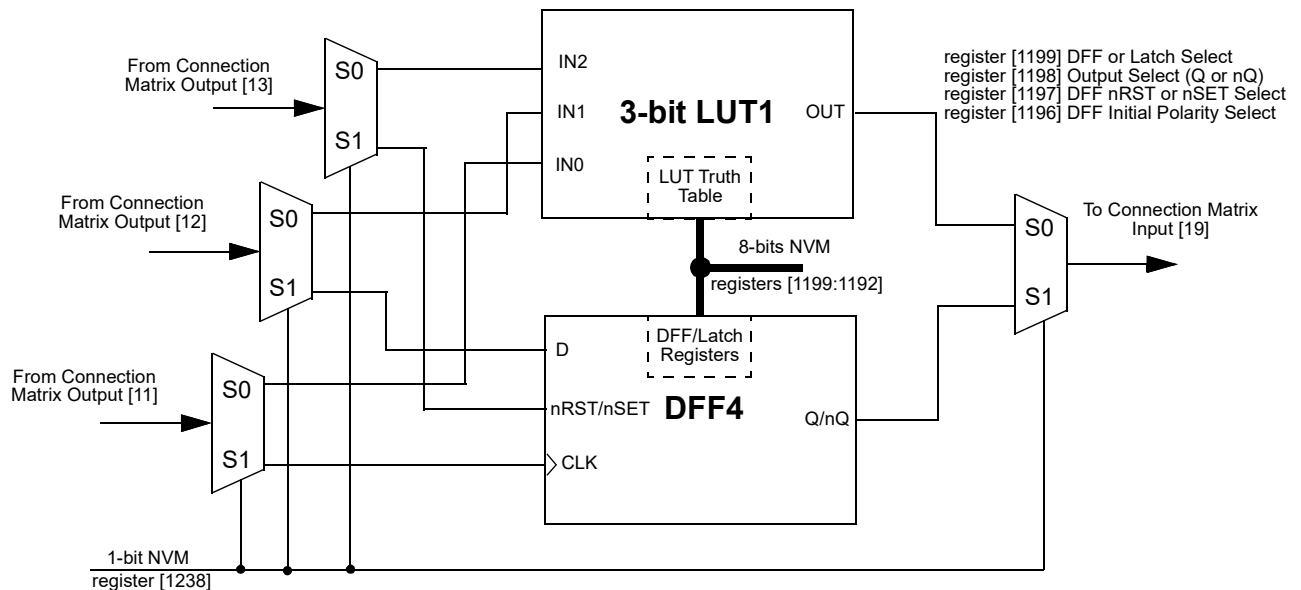 From Connection
Matrix Output [13]
S0
S1
IN2
IN1
IN0
3-bit LUT1
OUT
LUT Truth
Table
register [1199] DFF or Latch Select
register [1198] Output Select (Q or nQ)
register [1197] DFF nRST or nSET Select
register [1196] DFF Initial Polarity Select
From Connection
Matrix Output [12]
S0
S1
8-bits NVM
registers [1199:1192]
S0
S1
To Connection Matrix
Input [19]
From Connection
Matrix Output [11]
S0
S1
DFF/Latch
Registers
D
nRST/nSET
CLK
DFF4
Q/nQ
1-bit NVM
register [1238]